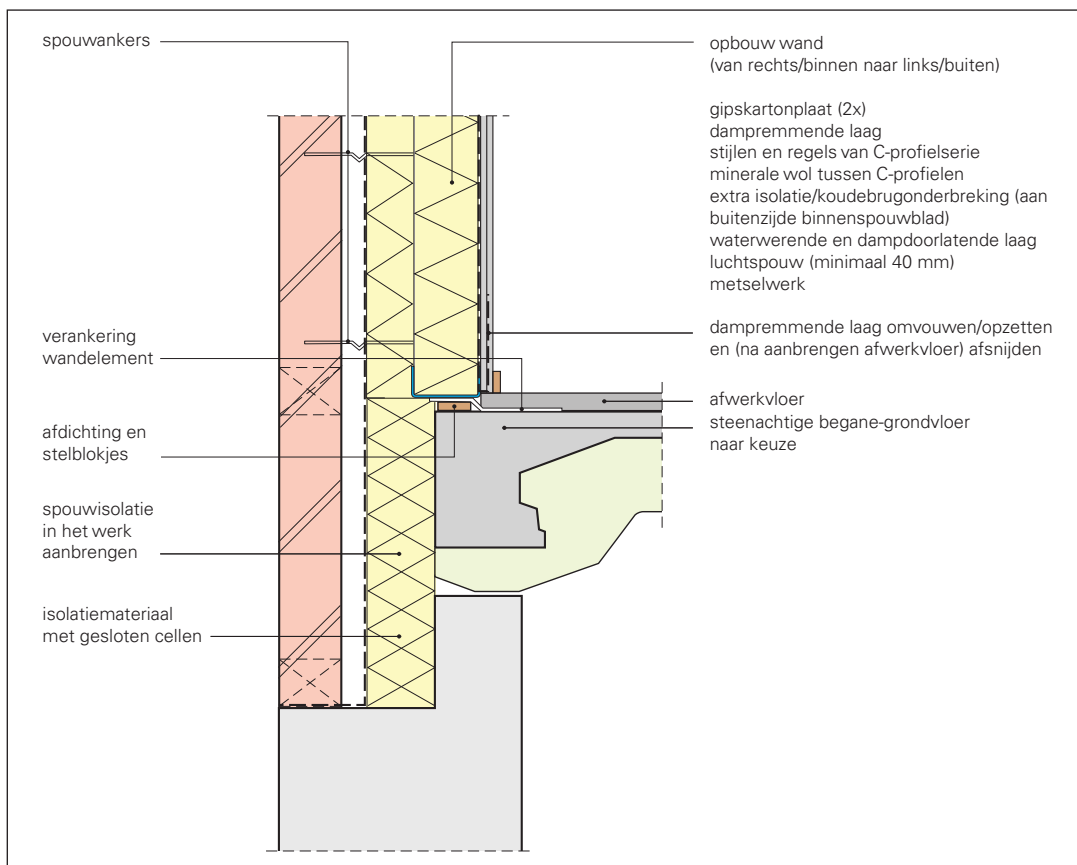 spouwankers
verankering
wandelement
afdichting en
stelblokjes
spouwisolatie
in het werk
aanbrengen
isolatiemateriaal
met gesloten cellen
opbouw wand
(van rechts/binnen naar links/buiten)
gipskartonplaat (2x)
dampremmende laag
stijlen en regels van C-profielserie
minerale wol tussen C-profielen
extra isolatie/koudebrugonderbreking (aan
buitenzijde binnenspouwblad)
waterwerende en dampdoorlatende laag
luchtspouw (minimaal 40 mm)
metselwerk
dampremmende laag omvouwen/opzetten
en (na aanbrengen afwerkvloer) afsnijden
afwerkvloer
steenachtige begane-grondvloer
naar keuze